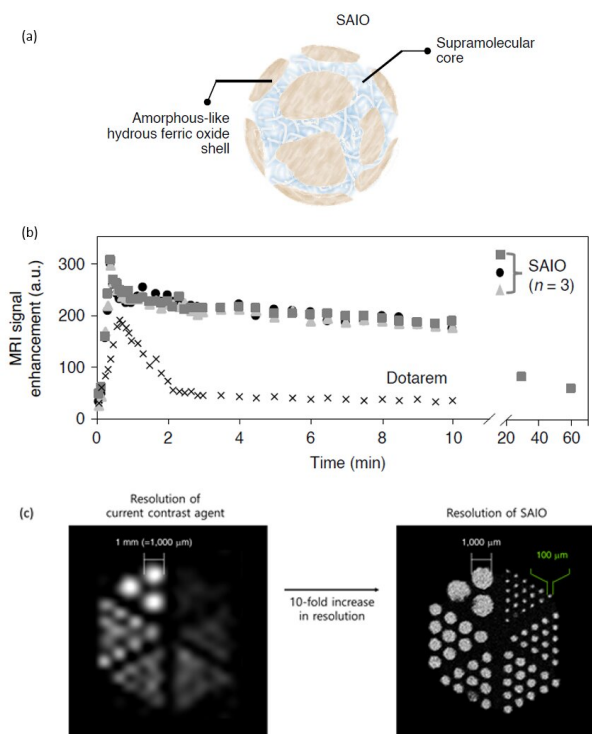 (a)
SAIO
Supramolecular
core
Amorphous-like
hydrous ferric oxide
shell
(b)
MRI signal
enhancement (a.u.)
300
200
100
0
SAIO
(n = 3)
Dotarem
0
2
4
6
8
10
20
40
60
Time (min)
(c)
Resolution of
current contrast agent
1 mm (=1,000 μm)
10-fold increase
in resolution
Resolution of SAIO
1,000 μm
100 μm